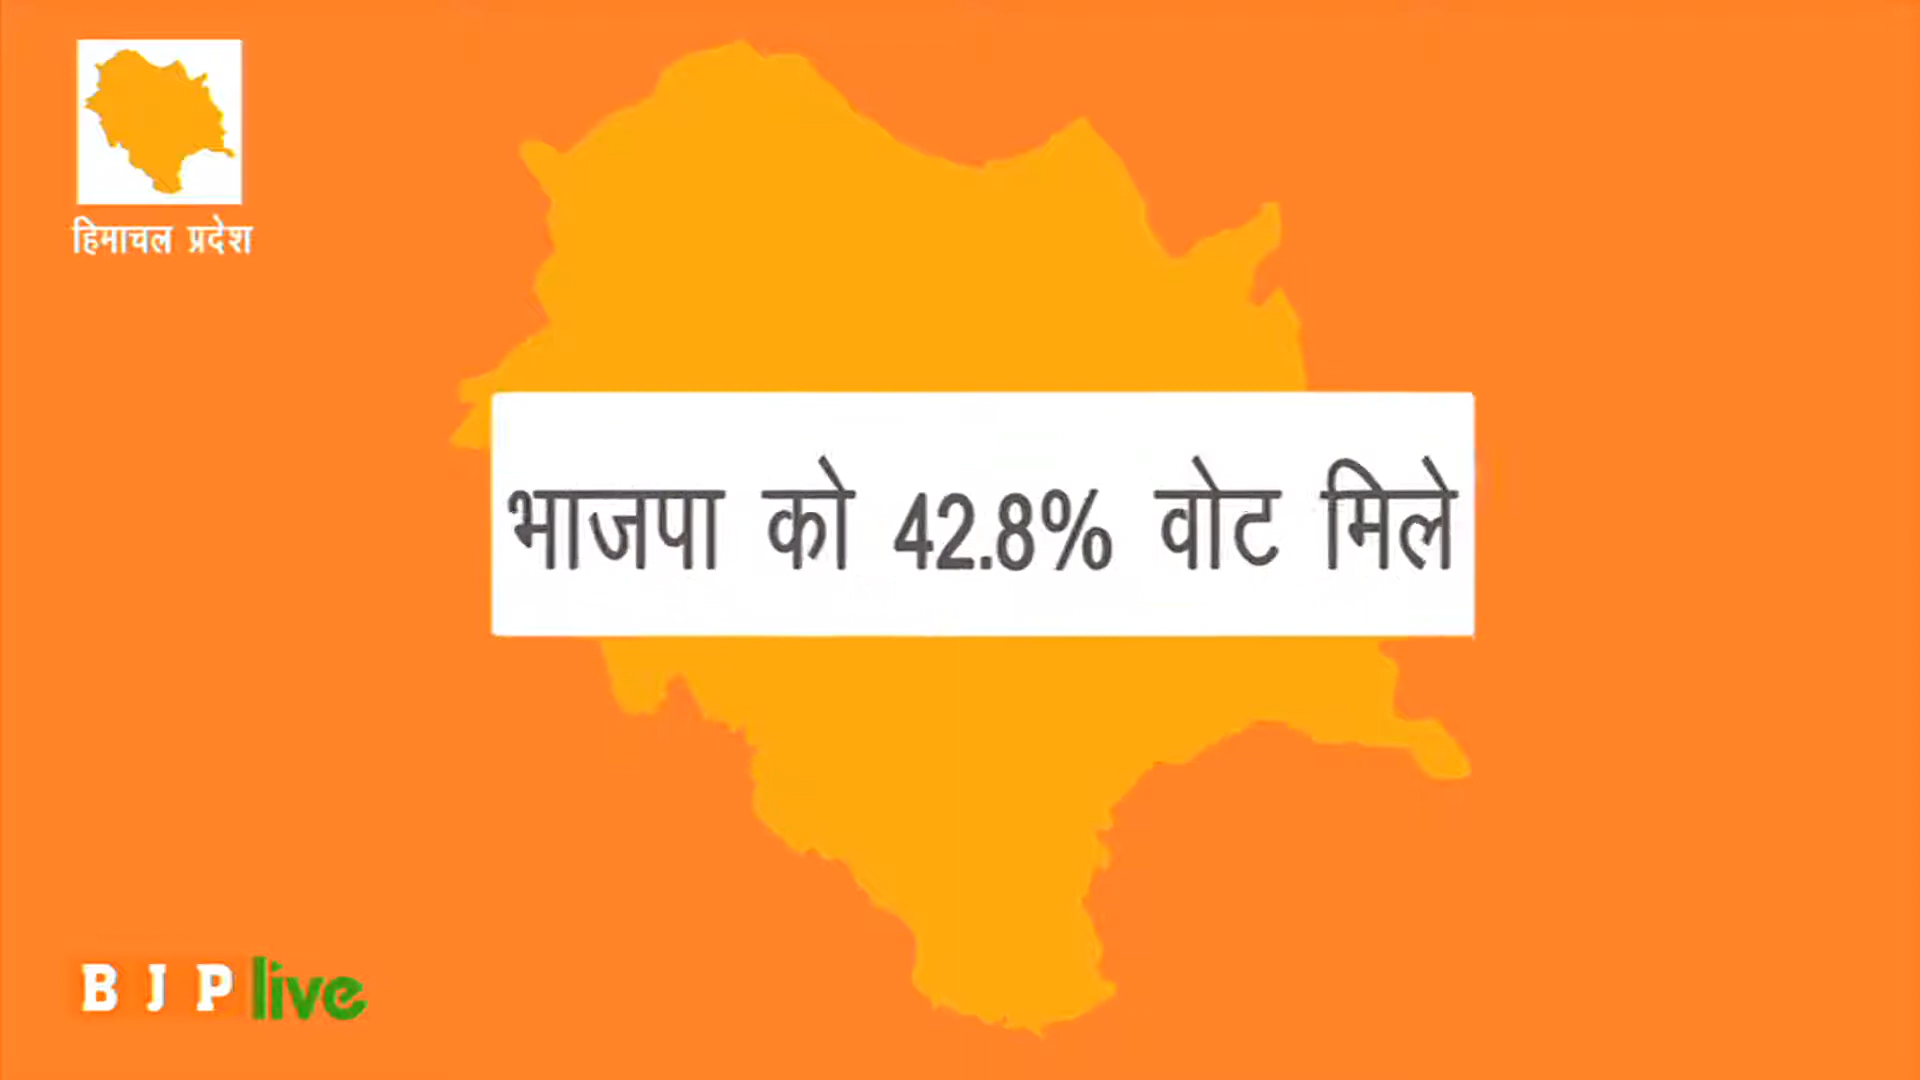 हिमाचल प्रदेश
भाजपा को 42.8% वोट मिले
BJP live